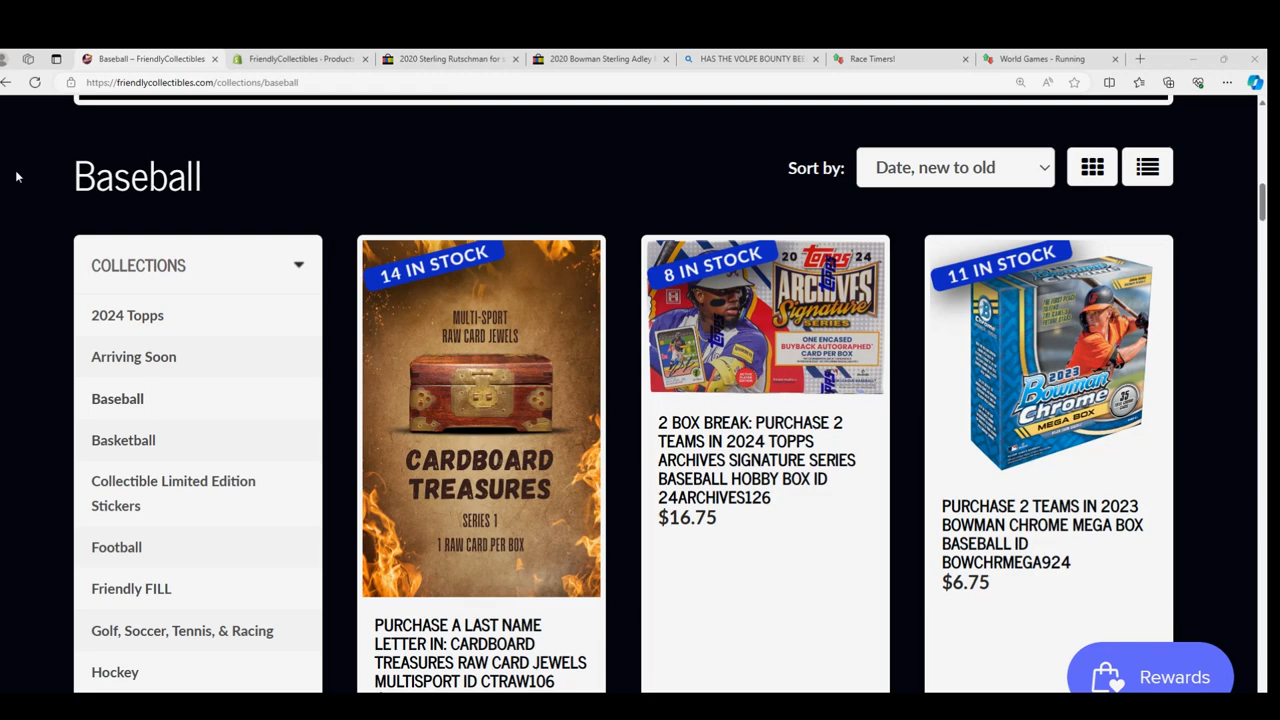 Baseball – FriendlyCollectibles
FriendlyCollectibles · Products
2020 Sterling Rutschman for s
2020 Bowman Sterling Adley
HAS THE VOLPE BOUNTY BEE
Race Timers!
World Games - Running
https://friendlycollectibles.com/collections/baseball
Baseball
Sort by:
Date, new to old
COLLECTIONS
2024 Topps
Arriving Soon
Baseball
Basketball
Collectible Limited Edition
Stickers
Football
Friendly FILL
Golf, Soccer, Tennis, & Racing
Hockey
14 IN STOCK
MULTI-SPORT
RAW CARD JEWELS
CARDBOARD
TREASURES
SERIES 1
1 RAW CARD PER BOX
PURCHASE A LAST NAME
LETTER IN: CARDBOARD
TREASURES RAW CARD JEWELS
MULTISPORT ID CTRAW106
8 IN STOCK
20 Topps 24
ARCHIVES
Signature
SERIES
ONE ENCASED
BUYBACK AUTOGRAPHED
CARD PER BOX
2 BOX BREAK: PURCHASE 2
TEAMS IN 2024 TOPPS
ARCHIVES SIGNATURE SERIES
BASEBALL HOBBY BOX ID
24ARCHIVES126
$16.75
11 IN STOCK
2023
Bowman
Chrome
MEGA BOX
35
PURCHASE 2 TEAMS IN 2023
BOWMAN CHROME MEGA BOX
BASEBALL ID
BOWCHRMEGA924
$6.75
Rewards